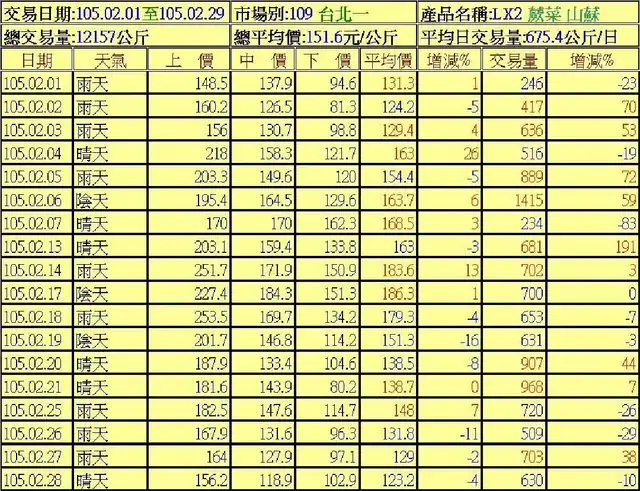 交易日期:105.02.01至105.02.29 市場別:109 台北一 產品名稱:LX2 蕨菜 山蘇
總交易量:12157公斤 總平均價:151.6元/公斤 平均日交易量:675.4公斤/日
日期 天氣 上 價 中 價 下 價 平均價 增減% 交易量 增減%
105.02.01 雨天 148.5 137.9 94.6 131.3 1 246 -23
105.02.02 雨天 160.2 126.5 81.3 124.2 -5 417 70
105.02.03 雨天 156 130.7 98.8 129.4 4 636 53
105.02.04 晴天 218 158.3 121.7 163 26 516 -19
105.02.05 雨天 203.3 149.6 120 154.4 -5 889 72
105.02.06 陰天 195.4 164.5 129.6 163.7 6 1415 59
105.02.07 晴天 170 170 162.3 168.5 3 234 -83
105.02.13 晴天 203.1 159.4 133.8 163 -3 681 191
105.02.14 雨天 251.7 171.9 150.9 183.6 13 702 3
105.02.17 陰天 227.4 184.3 151.3 186.3 1 700 0
105.02.18 雨天 253.5 169.7 134.2 179.3 -4 653 -7
105.02.19 陰天 201.7 146.8 114.2 151.3 -16 631 -3
105.02.20 晴天 187.9 133.4 104.6 138.5 -8 907 44
105.02.21 晴天 181.6 143.9 80.2 138.7 0 968 7
105.02.25 雨天 182.5 147.6 114.7 148 7 720 -26
105.02.26 雨天 167.9 131.6 96.3 131.8 -11 509 -29
105.02.27 雨天 164 127.9 97.1 129 -2 703 38
105.02.28 晴天 156.2 118.9 102.9 123.2 -4 630 -10